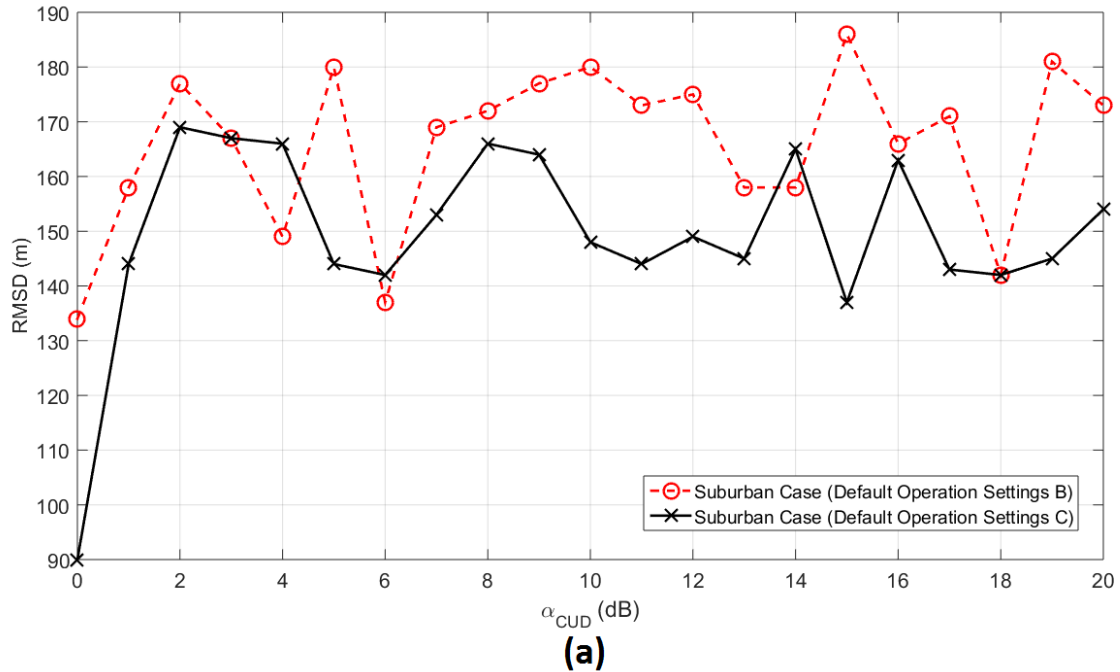 190
180
170
160
150
140
130
120
110
100
90
RMSD (m)
Suburban Case (Default Operation Settings B)
Suburban Case (Default Operation Settings C)
0 2 4 6 8 10 12 14 16 18 20
α_CUD (dB)
(a)